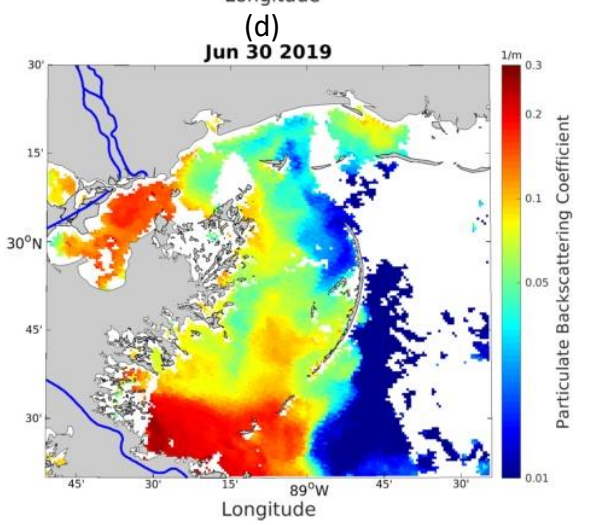 Longitude
(d)
Jun 30 2019
1/m
30'
0.3
0.2
15'
0.1
30°N
0.05
45'
30'
0.01
45'
30'
15'
89°W
45'
30'
Longitude
Particulate Backscattering Coefficient